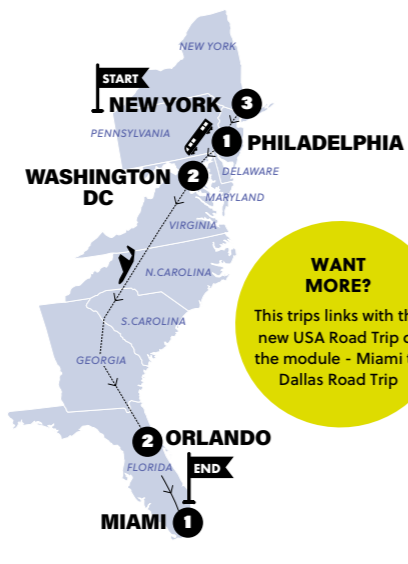 NEW YORK
START
NEW YORK 3
PENNSYLVANIA
1 PHILADELPHIA
WASHINGTON 2
DC
DELAWARE
MARYLAND
VIRGINIA
N.CAROLINA
S.CAROLINA
GEORGIA
2 ORLANDO
FLORIDA
END
MIAMI 1
WANT
MORE?
This trips links with
new USA Road Trip
the module - Miami
Dallas Road Trip